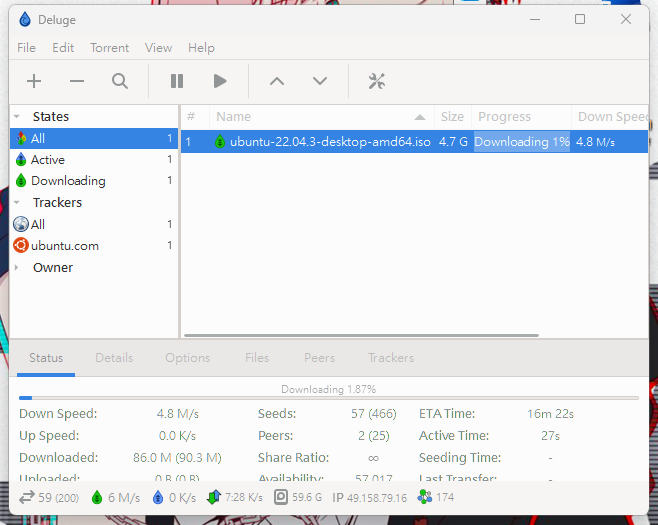 Deluge
File Edit Torrent View Help
# Name Size Progress Down Speed
States
All 1
Active 1
Downloading 1
Trackers
All 1
ubuntu.com 1
Owner
1 ubuntu-22.04.3-desktop-amd64.iso 4.7 G Downloading 1% 4.8 M/s
Status Details Options Files Peers Trackers
Downloading 1.87%
Down Speed: 4.8 M/s Seeds: 57 (466) ETA Time: 16m 22s
Up Speed: 0.0 K/s Peers: 2 (25) Active Time: 27s
Downloaded: 86.0 M (90.3 M) Share Ratio: ∞ Seeding Time: -
Uploaded: 0.0 (0.0) Availability: 57.017 Last Transfer: -
59 (200) 6 M/s 0 K/s 7:28 K/s 59.6 G IP 49.158.79.16 174